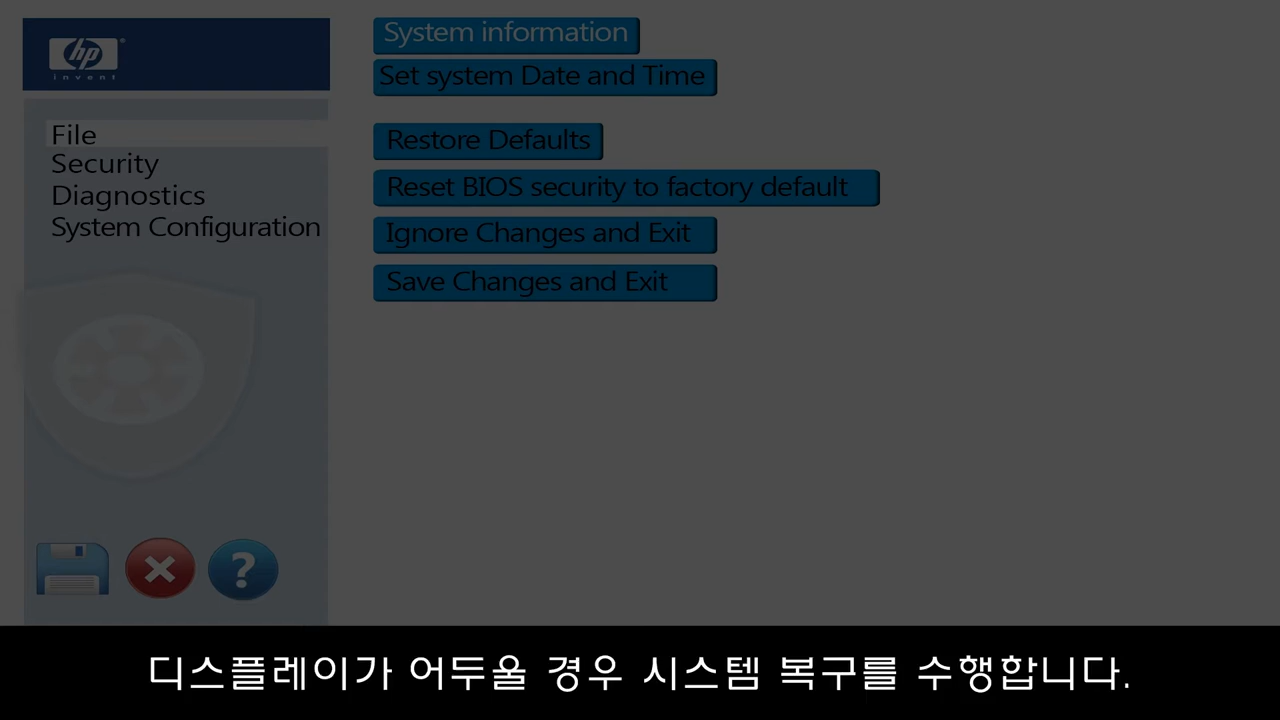 hp
invent
File
Security
Diagnostics
System Configuration
System information
Set system Date and Time
Restore Defaults
Reset BIOS security to factory default
Ignore Changes and Exit
Save Changes and Exit
?
디스플레이가 어두울 경우 시스템 복구를 수행합니다.